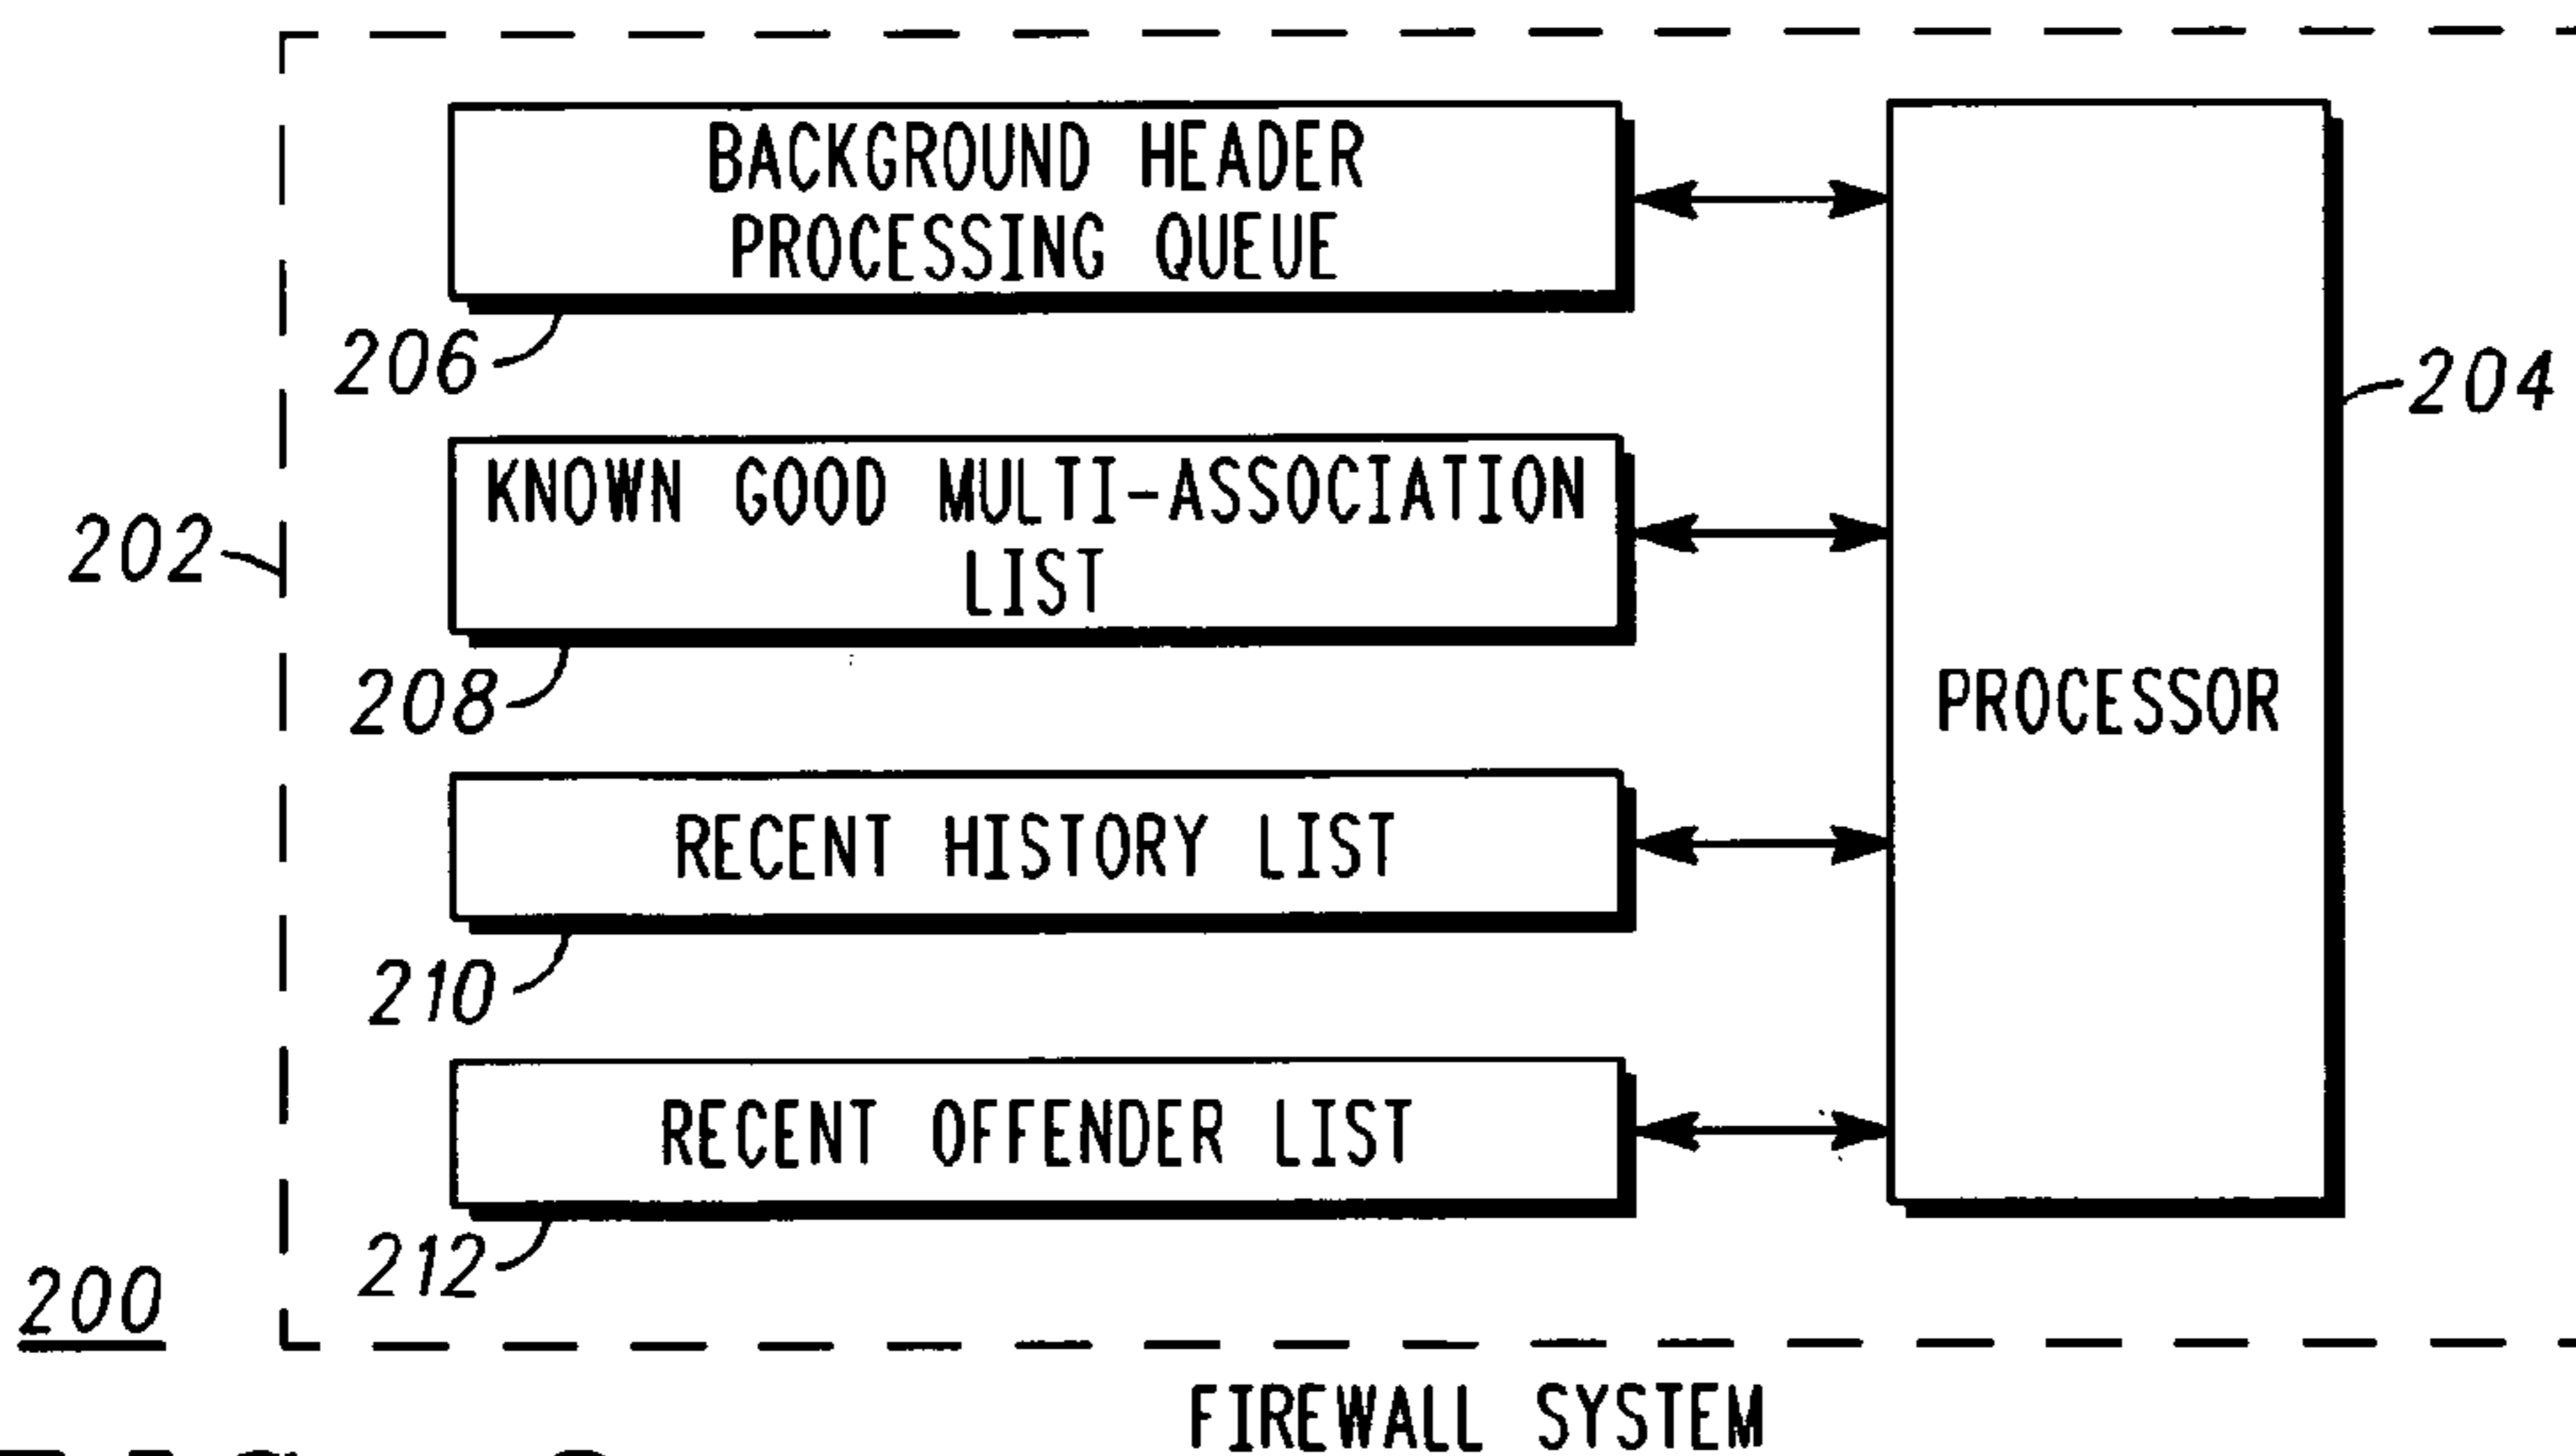 BACKGROUND HEADER
PROCESSING QUEUE
206
204
KNOWN GOOD MULTI-ASSOCIATION
LIST
202
208
PROCESSOR
RECENT HISTORY LIST
210
RECENT OFFENDER LIST
212
200
FIREWALL SYSTEM